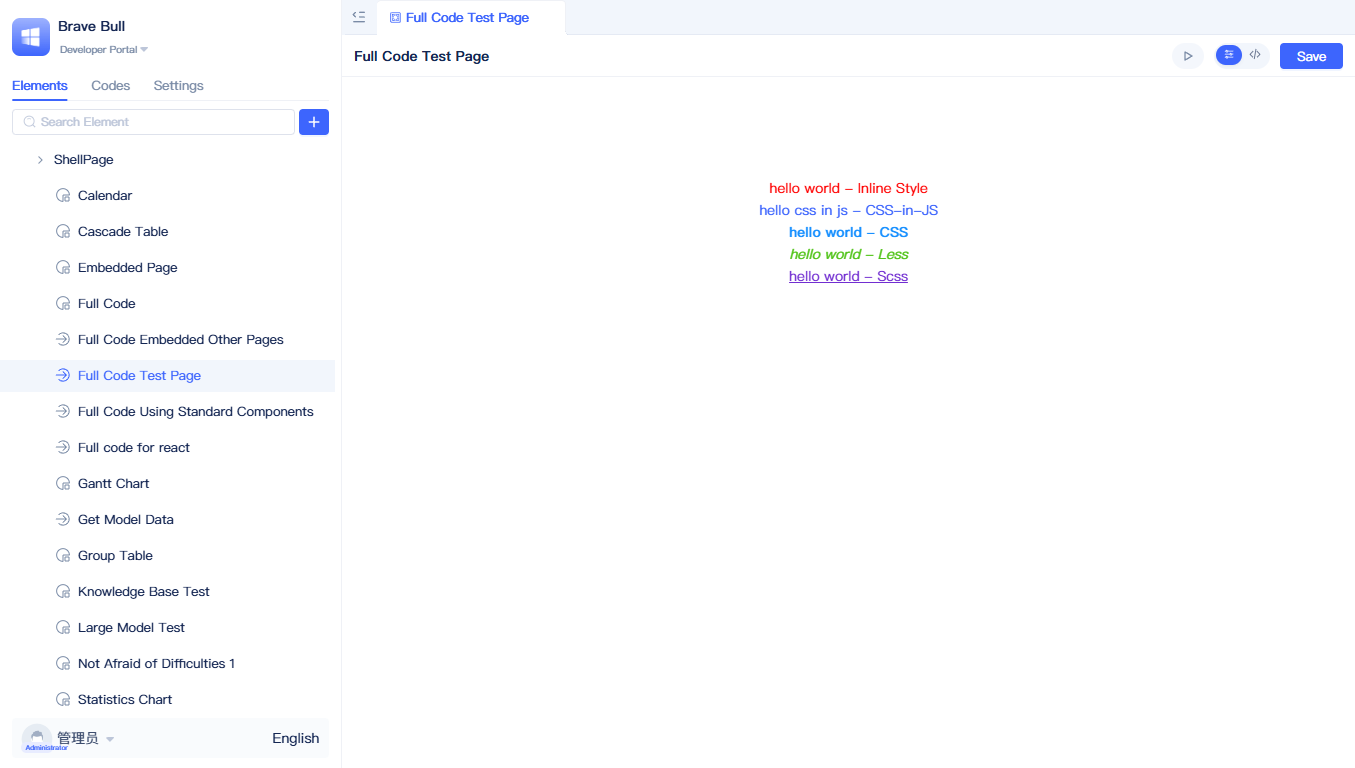 Brave Bull
Developer Portal
Elements Codes Settings
Search Element
ShellPage
Calendar
Cascade Table
Embedded Page
Full Code
Full Code Embedded Other Pages
Full Code Test Page
Full Code Using Standard Components
Full code for react
Gantt Chart
Get Model Data
Group Table
Knowledge Base Test
Large Model Test
Not Afraid of Difficulties 1
Statistics Chart
Administrator
管理员
English
Full Code Test Page
Full Code Test Page
Save
hello world - Inline Style
hello css in js - CSS-in-JS
hello world - CSS
hello world - Less
hello world - Scss